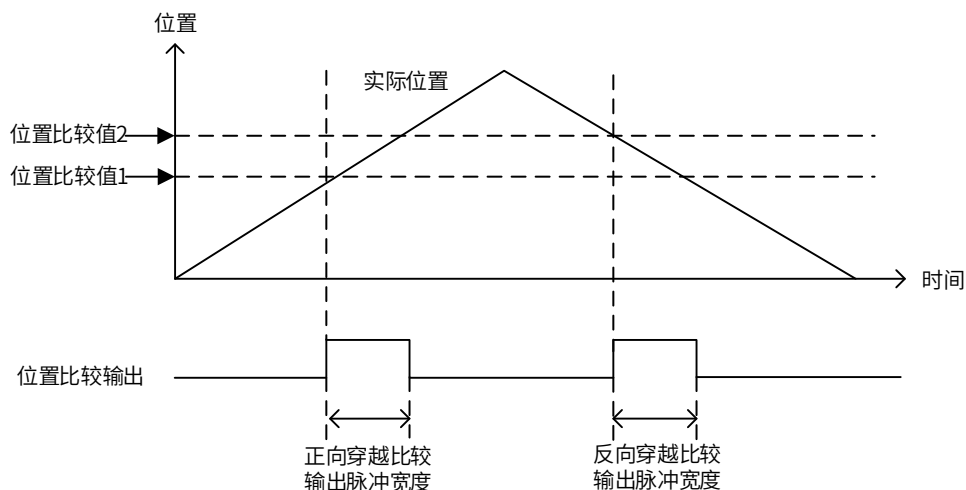 位置
实际位置
位置比较值2
位置比较值1
时间
位置比较输出
正向穿越比较
输出脉冲宽度
反向穿越比较
输出脉冲宽度